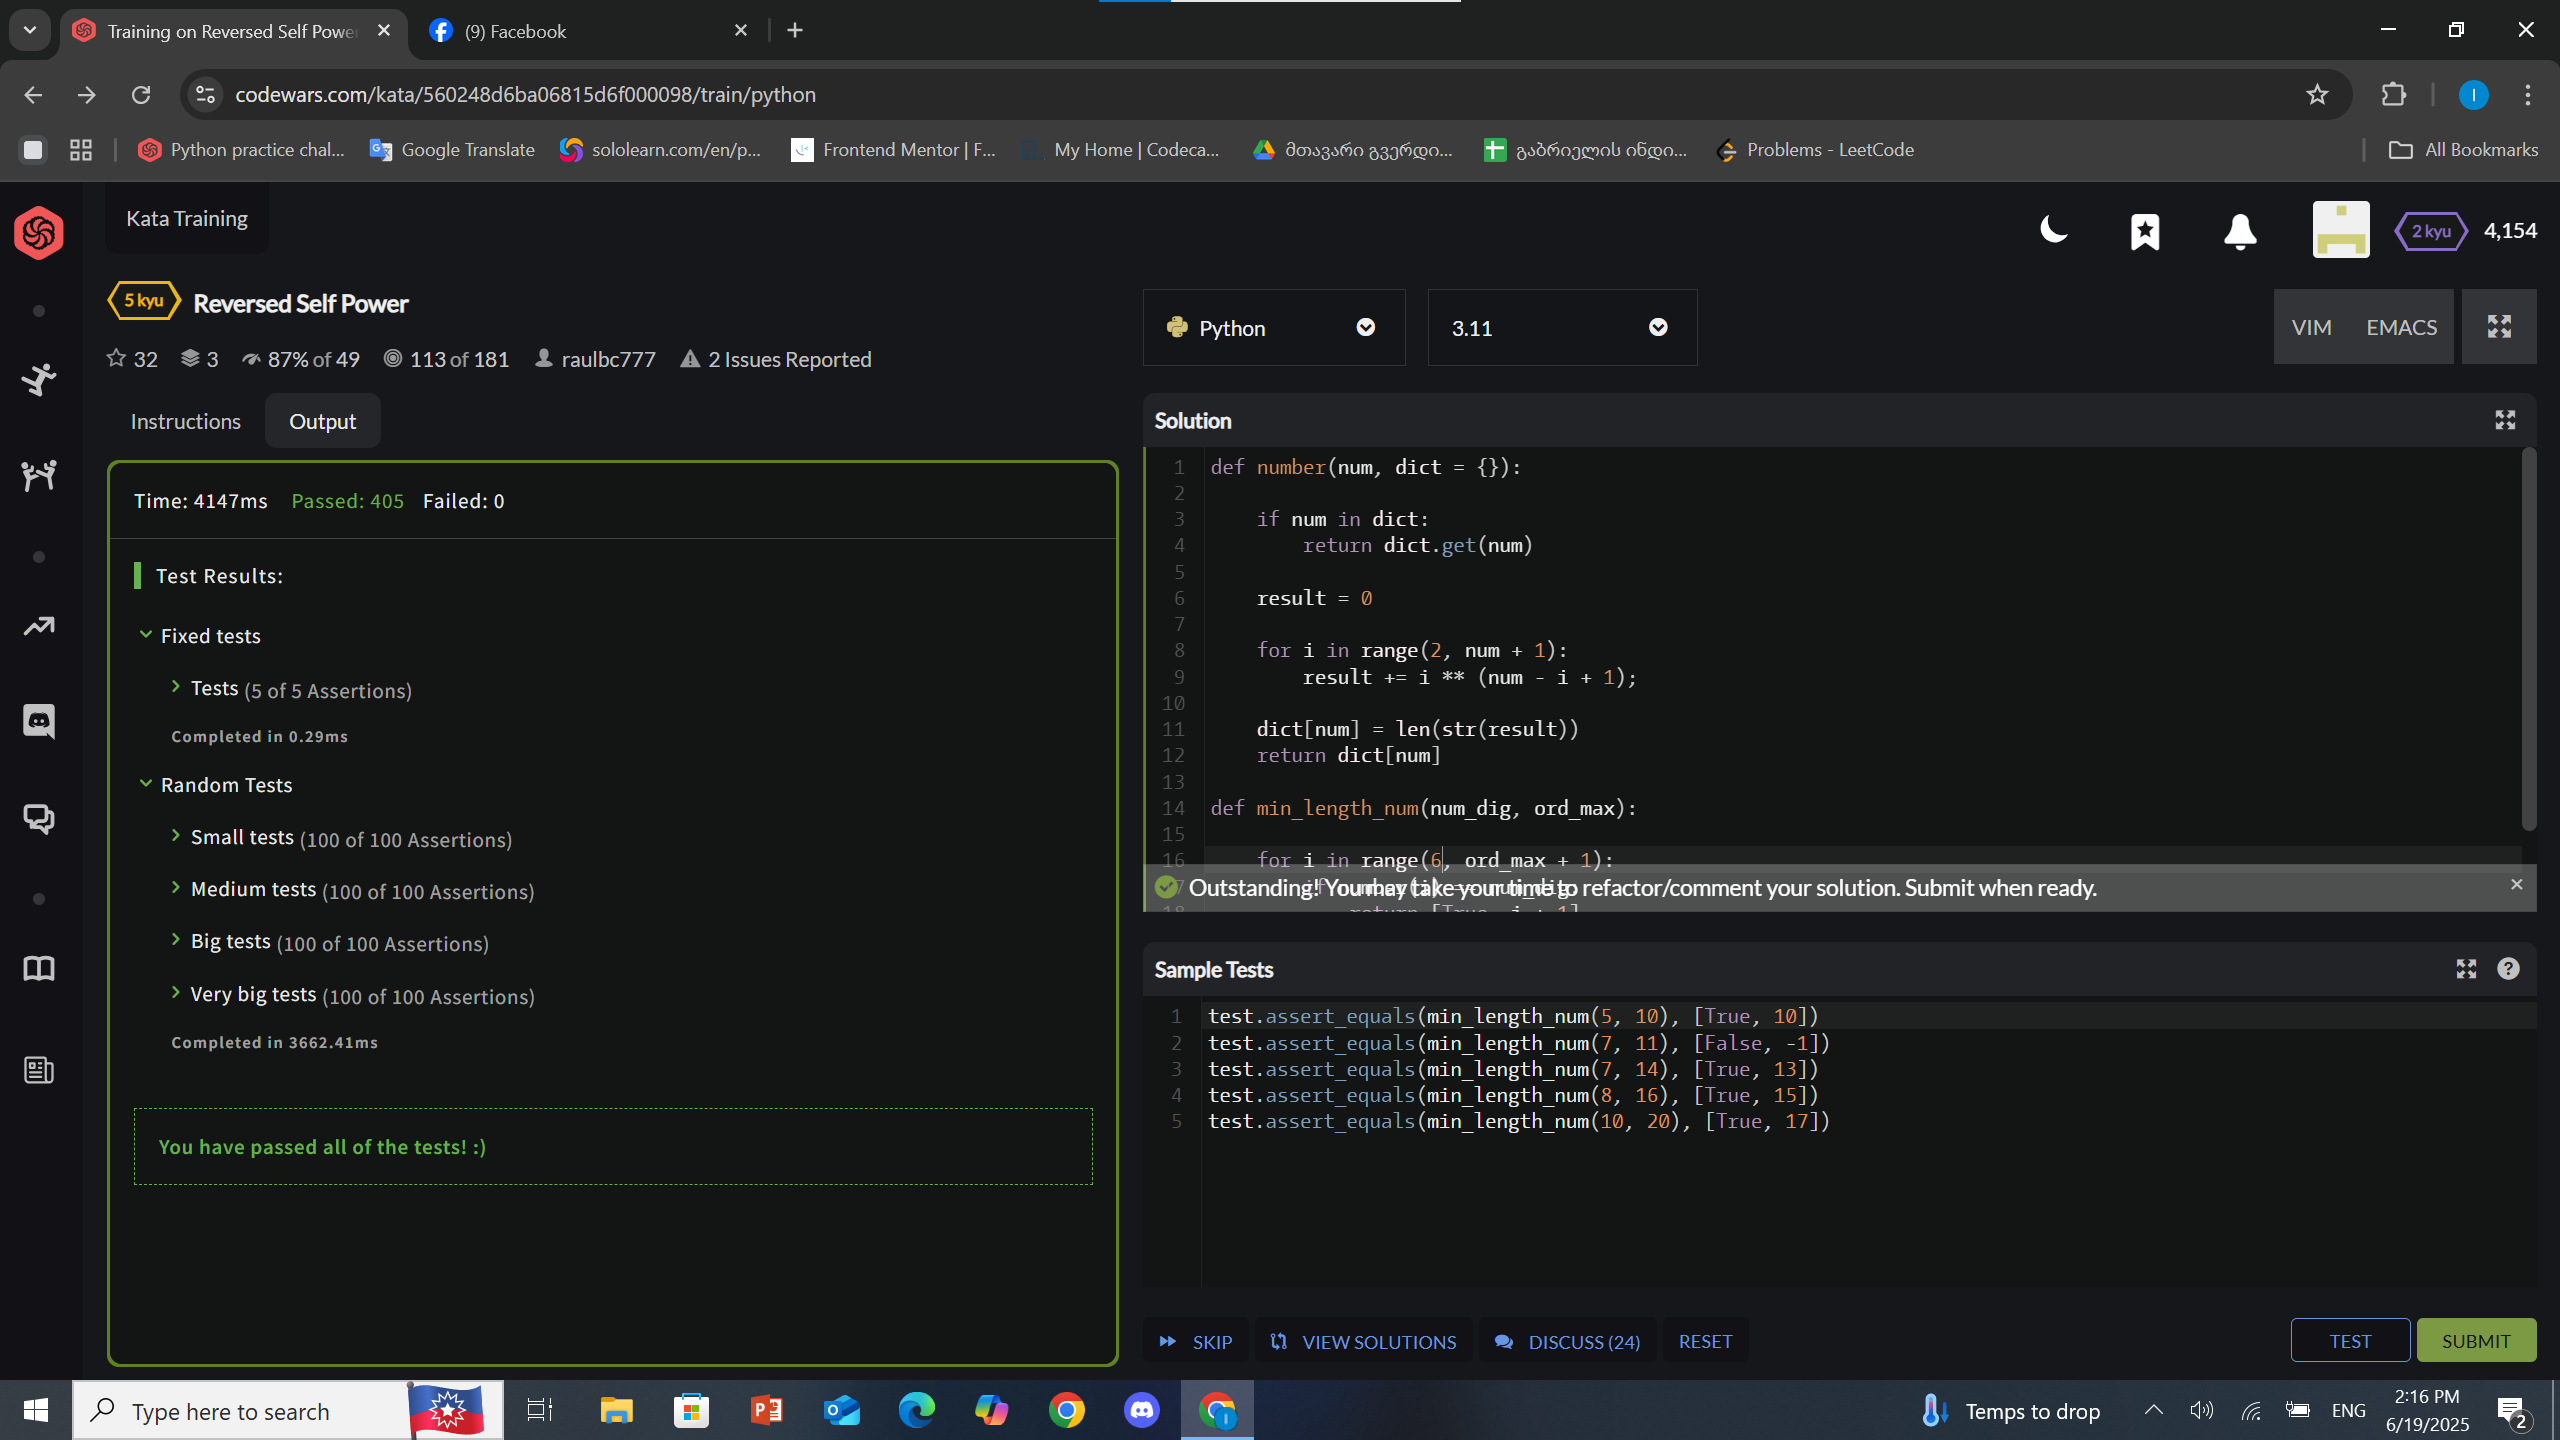 Training on Reversed Self Power
(9) Facebook
codewars.com/kata/560248d6ba06815d6f000098/train/python
I
Python practice chal...
Google Translate
sololearn.com/en/p...
Frontend Mentor | F...
My Home | Codeca...
მთავარი გვერდი...
გაბრიელის ინდი...
Problems - LeetCode
All Bookmarks
Kata Training
2 kyu
4,154
5 kyu
Reversed Self Power
32
3
87% of 49
113 of 181
raulbc777
2 Issues Reported
Python
3.11
VIM
EMACS
Instructions
Output
Time: 4147ms Passed: 405 Failed: 0
Test Results:
Fixed tests
Tests (5 of 5 Assertions)
Completed in 0.29ms
Random Tests
Small tests (100 of 100 Assertions)
Medium tests (100 of 100 Assertions)
Big tests (100 of 100 Assertions)
Very big tests (100 of 100 Assertions)
Completed in 3662.41ms
You have passed all of the tests! :)
Solution
1 def number(num, dict = {}):
2
3 if num in dict:
4 return dict.get(num)
5
6 result = 0
7
8 for i in range(2, num + 1):
9 result += i ** (num - i + 1);
10
11 dict[num] = len(str(result))
12 return dict[num]
13
14 def min_length_num(num_dig, ord_max):
15
16 for i in range(6, ord_max + 1):
Outstanding! You may take your time to refactor/comment your solution. Submit when ready.
18 return [True, i + 1]
Sample Tests
1 test.assert_equals(min_length_num(5, 10), [True, 10])
2 test.assert_equals(min_length_num(7, 11), [False, -1])
3 test.assert_equals(min_length_num(7, 14), [True, 13])
4 test.assert_equals(min_length_num(8, 16), [True, 15])
5 test.assert_equals(min_length_num(10, 20), [True, 17])
SKIP
VIEW SOLUTIONS
DISCUSS (24)
RESET
TEST
SUBMIT
Type here to search
Temps to drop
ENG
2:16 PM
6/19/2025
2